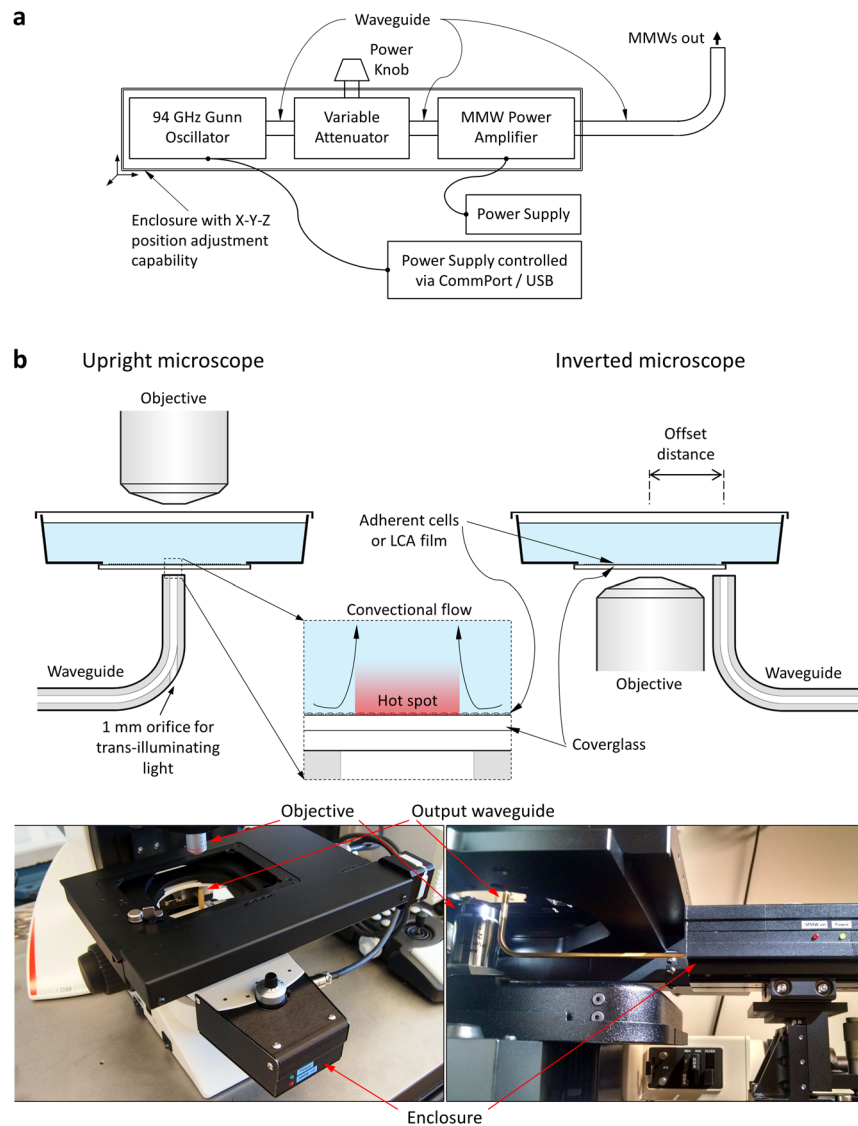 a
Waveguide
MMWs out
Power
Knob
94 GHz Gunn
Oscillator
Variable
Attenuator
MMW Power
Amplifier
Enclosure with X-Y-Z
position adjustment
capability
Power Supply
Power Supply controlled
via CommPort / USB
b
Upright microscope
Inverted microscope
Objective
Offset
distance
Adherent cells
or LCA film
Convectional flow
Waveguide
Hot spot
Objective
Waveguide
1 mm orifice for
trans-illuminating
light
Coverglass
Objective
Output waveguide
MMW on
Power
Enclosure